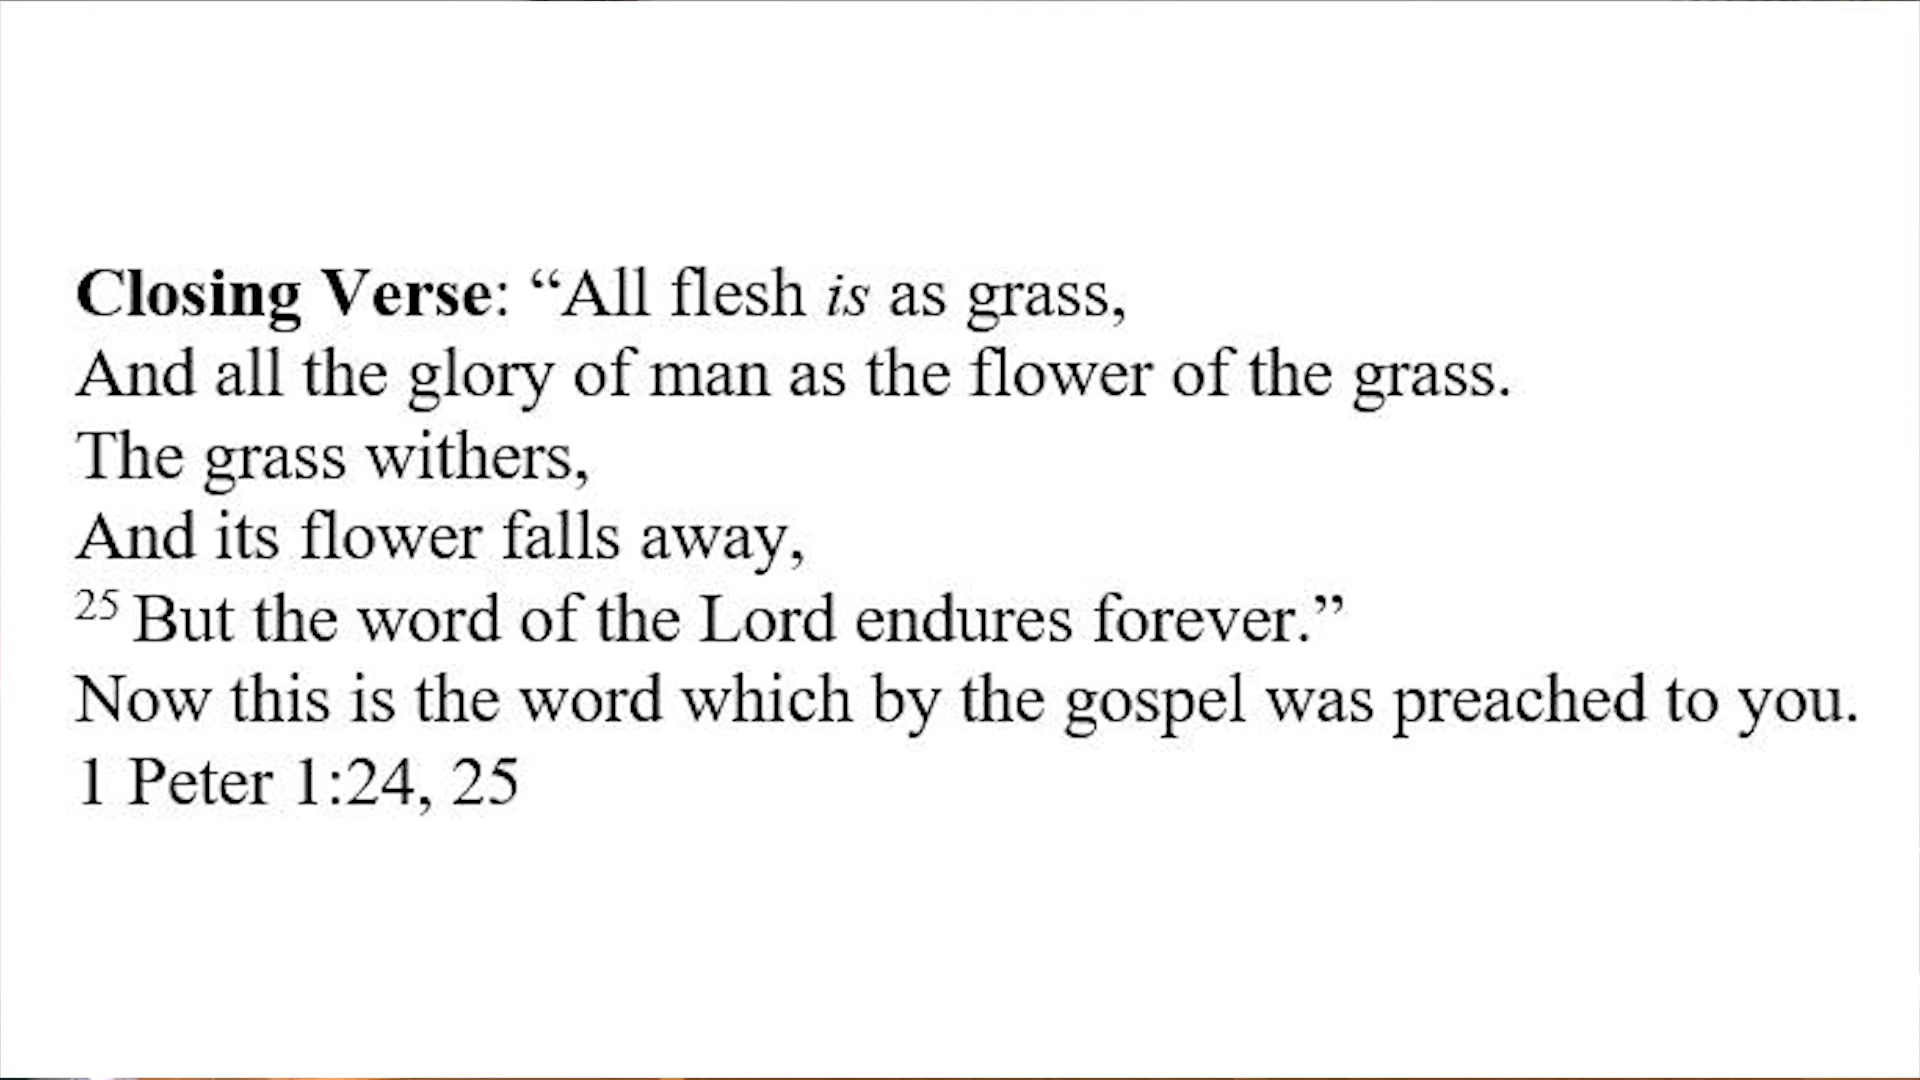 Closing Verse: “All flesh is as grass,
And all the glory of man as the flower of the grass.
The grass withers,
And its flower falls away,
25 But the word of the Lord endures forever.”
Now this is the word which by the gospel was preached to you.
1 Peter 1:24, 25